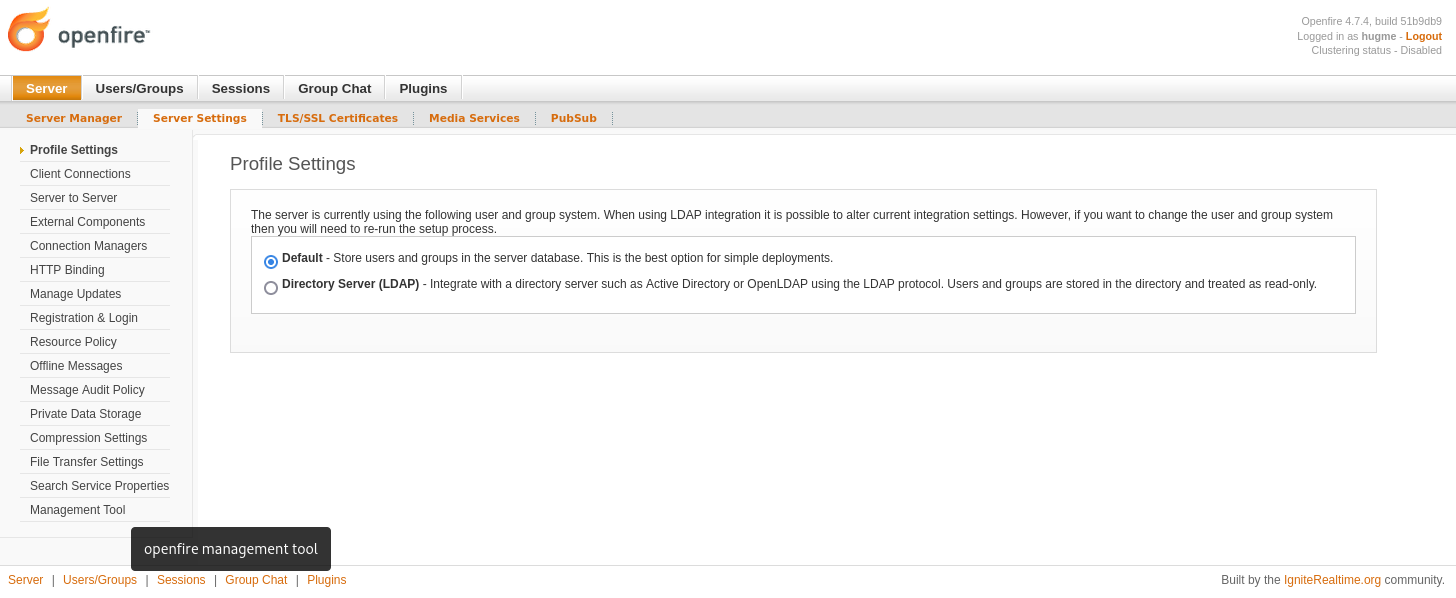 openfire™
Openfire 4.7.4, build 51b9db9
Logged in as hugme - Logout
Clustering status - Disabled
Server Users/Groups Sessions Group Chat Plugins
Server Manager Server Settings TLS/SSL Certificates Media Services PubSub
Profile Settings
Client Connections
Server to Server
External Components
Connection Managers
HTTP Binding
Manage Updates
Registration & Login
Resource Policy
Offline Messages
Message Audit Policy
Private Data Storage
Compression Settings
File Transfer Settings
Search Service Properties
Management Tool
openfire management tool
Profile Settings
The server is currently using the following user and group system. When using LDAP integration it is possible to alter current integration settings. However, if you want to change the user and group system
then you will need to re-run the setup process.
Default - Store users and groups in the server database. This is the best option for simple deployments.
Directory Server (LDAP) - Integrate with a directory server such as Active Directory or OpenLDAP using the LDAP protocol. Users and groups are stored in the directory and treated as read-only.
Server | Users/Groups | Sessions | Group Chat | Plugins
Built by the IgniteRealtime.org community.